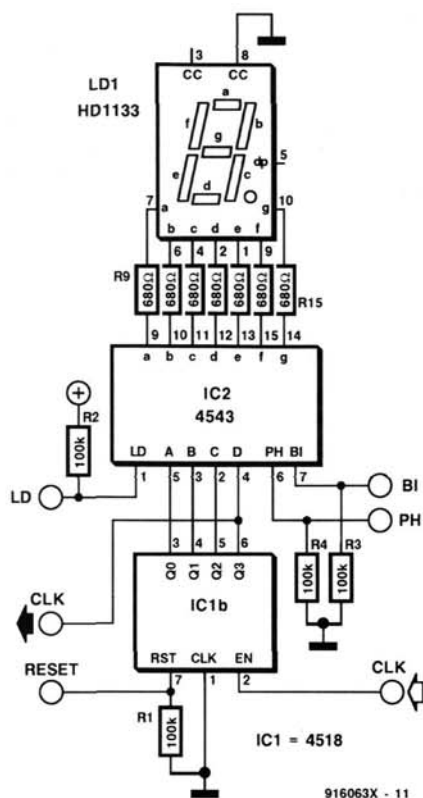 3 8
CC CC
LD1
HD1133
a
f b
g
e c
d
dp 5
7 a g 10
b c d e f
6 4 2 1 9
R9 680Ω 680Ω 680Ω 680Ω 680Ω 680Ω 680Ω R15
9 10 11 12 13 15 14
a b c d e f g
IC2
4543
+
R2
100k
LD A B C D PH BI
1 5 3 2 4 6 7
LD
BI
PH
R4 100k R3 100k
3 4 5 6
Q0 Q1 Q2 Q3
CLK
IC1b
RST CLK EN
7 1 2
RESET
CLK
R1 100k
IC1 = 4518
916063X - 11